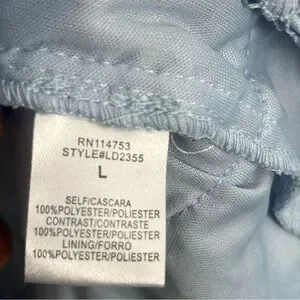 RN114753
STYLE#LD2355
L
SELF/CASCARA
100%POLYESTER/POLIESTER
CONTRAST/CONTRASTE
100%POLYESTER/POLIESTER
LINING/FORRO
100%POLYESTER/POLIESTER